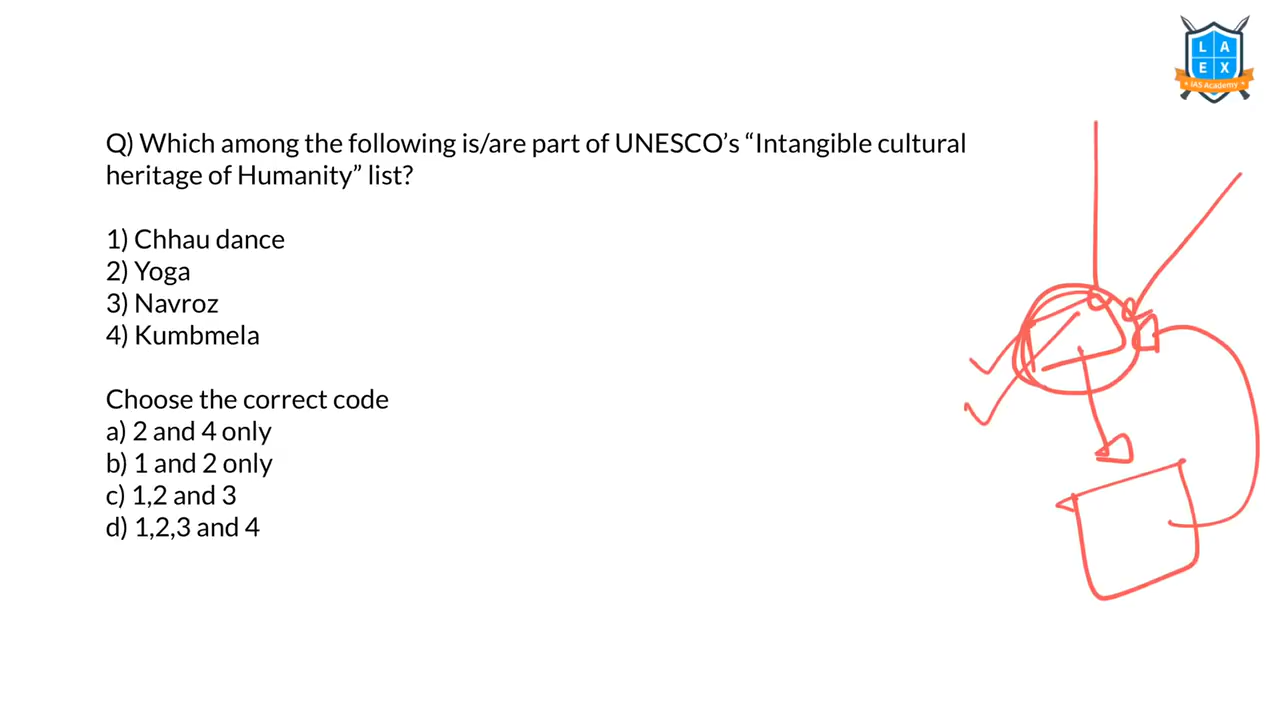 L A
E X
IAS Academy
Q) Which among the following is/are part of UNESCO’s “Intangible cultural
heritage of Humanity” list?
1) Chhau dance
2) Yoga
3) Navroz
4) Kumbmela
Choose the correct code
a) 2 and 4 only
b) 1 and 2 only
c) 1,2 and 3
d) 1,2,3 and 4